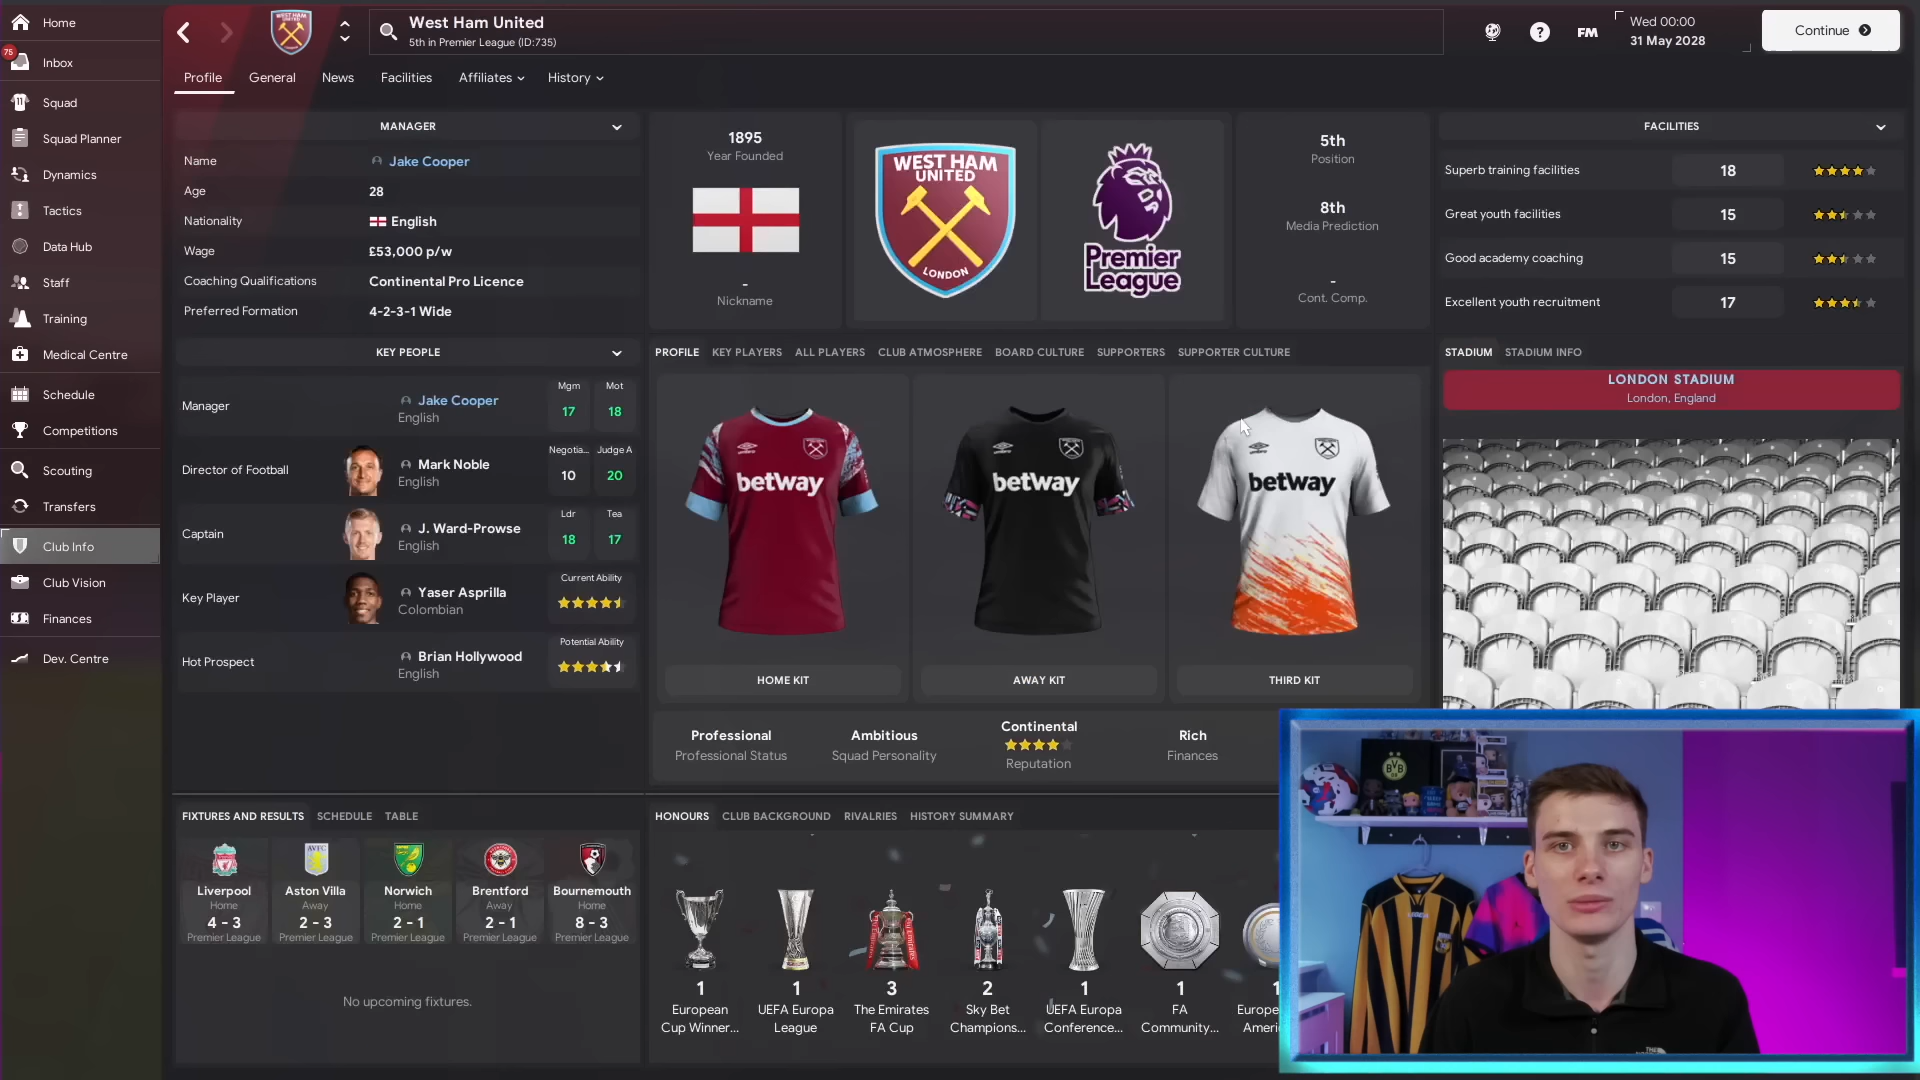 Home
75
Inbox
Squad
Squad Planner
Dynamics
Tactics
Data Hub
Staff
Training
Medical Centre
Schedule
Competitions
Scouting
Transfers
Club Info
Club Vision
Finances
Dev. Centre
West Ham United
5th in Premier League (ID:735)
FM
Wed 00:00
31 May 2028
Continue
Profile
General
News
Facilities
Affiliates
History
MANAGER
Name
Jake Cooper
Age
28
Nationality
English
Wage
£53,000 p/w
Coaching Qualifications
Continental Pro Licence
Preferred Formation
4-2-3-1 Wide
KEY PEOPLE
Manager
Jake Cooper
English
Mgm
17
Mot
18
Director of Football
Mark Noble
English
Negotia...
10
Judge A
20
Captain
J. Ward-Prowse
English
Ldr
18
Tea
17
Key Player
Yaser Asprilla
Colombian
Current Ability
Hot Prospect
Brian Hollywood
English
Potential Ability
1895
Year Founded
-
Nickname
WEST HAM
UNITED
LONDON
Premier
League
5th
Position
8th
Media Prediction
-
Cont. Comp.
PROFILE
KEY PLAYERS
ALL PLAYERS
CLUB ATMOSPHERE
BOARD CULTURE
SUPPORTERS
SUPPORTER CULTURE
betway
betway
betway
HOME KIT
AWAY KIT
THIRD KIT
Professional
Professional Status
Ambitious
Squad Personality
Continental
Reputation
Rich
Finances
FACILITIES
Superb training facilities
18
Great youth facilities
15
Good academy coaching
15
Excellent youth recruitment
17
STADIUM
STADIUM INFO
LONDON STADIUM
London, England
FIXTURES AND RESULTS
SCHEDULE
TABLE
AVFC
Liverpool
Home
4 - 3
Premier League
Aston Villa
Away
2 - 3
Premier League
Norwich
Home
2 - 1
Premier League
Brentford
Away
2 - 1
Premier League
Bournemouth
Home
8 - 3
Premier League
No upcoming fixtures.
HONOURS
CLUB BACKGROUND
RIVALRIES
HISTORY SUMMARY
1
European
Cup Winner...
1
UEFA Europa
League
3
The Emirates
FA Cup
2
Sky Bet
Champions...
1
UEFA Europa
Conference...
1
FA
Community...
1
BVB
09